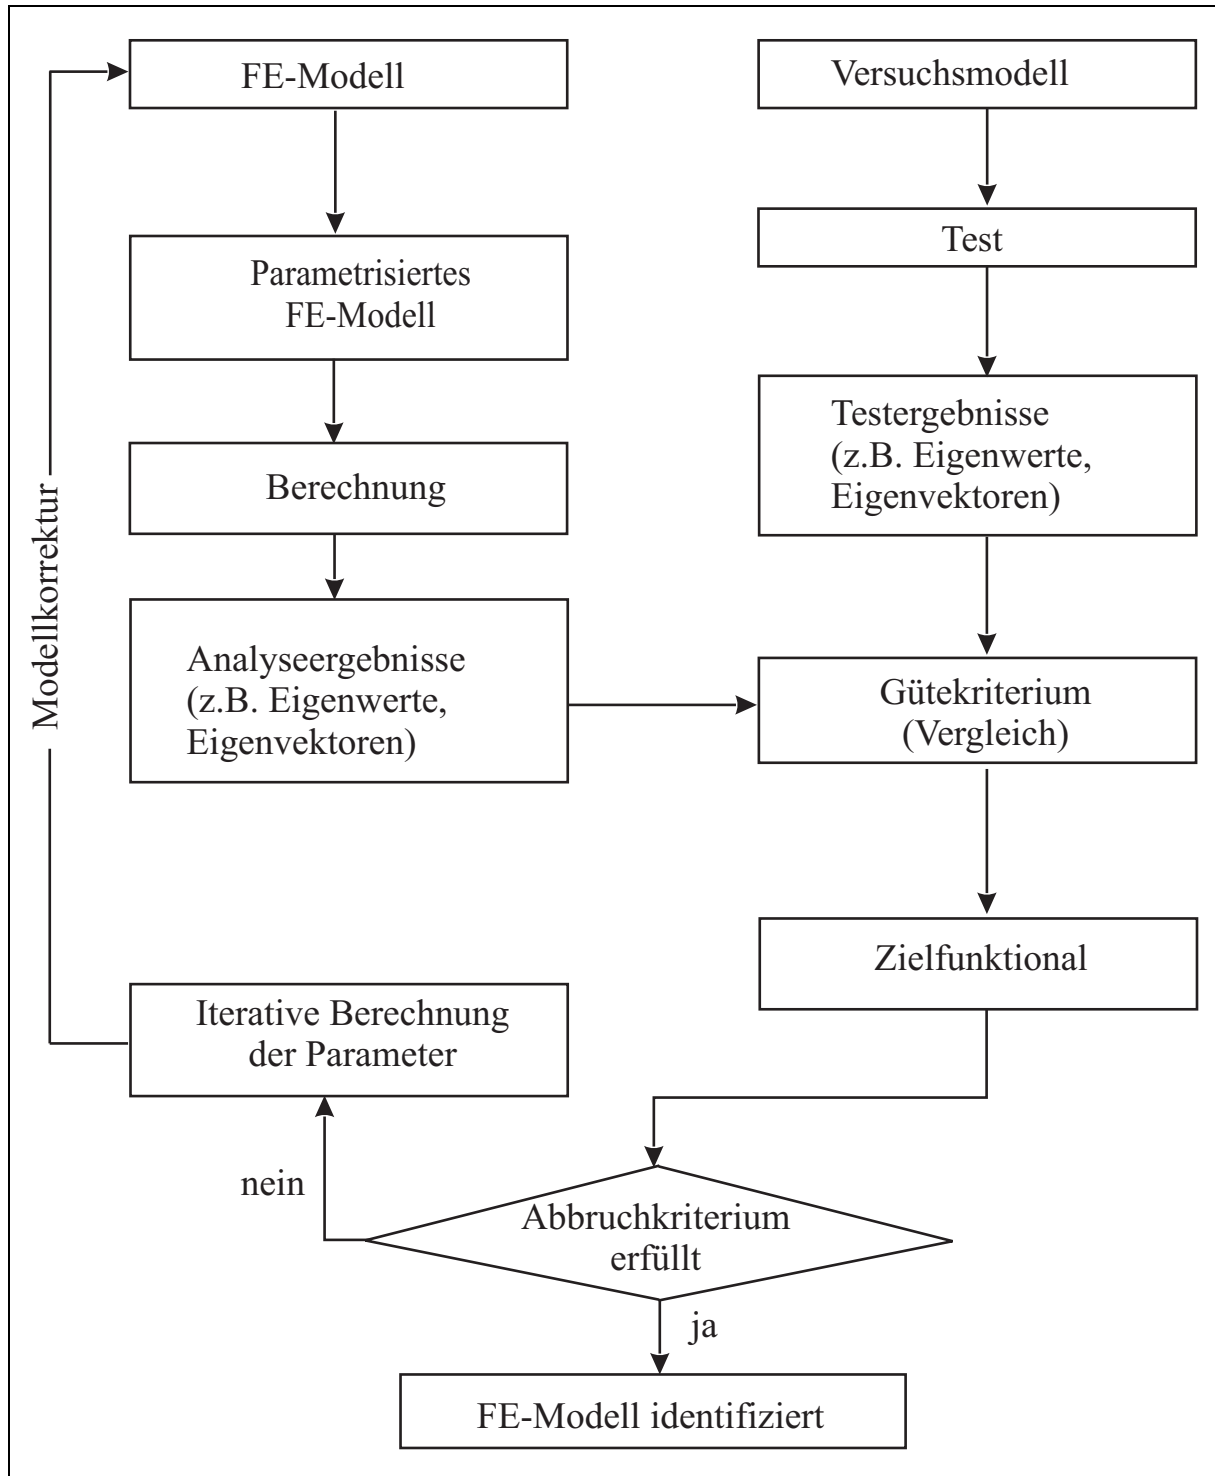 FE-Modell
Versuchsmodell
Test
Parametrisiertes
FE-Modell
Testergebnisse
(z.B. Eigenwerte,
Eigenvektoren)
Berechnung
Modellkorrektur
Analyseergebnisse
(z.B. Eigenwerte,
Eigenvektoren)
Gütekriterium
(Vergleich)
Zielfunktional
Iterative Berechnung
der Parameter
nein
Abbruchkriterium
erfüllt
ja
FE-Modell identifiziert